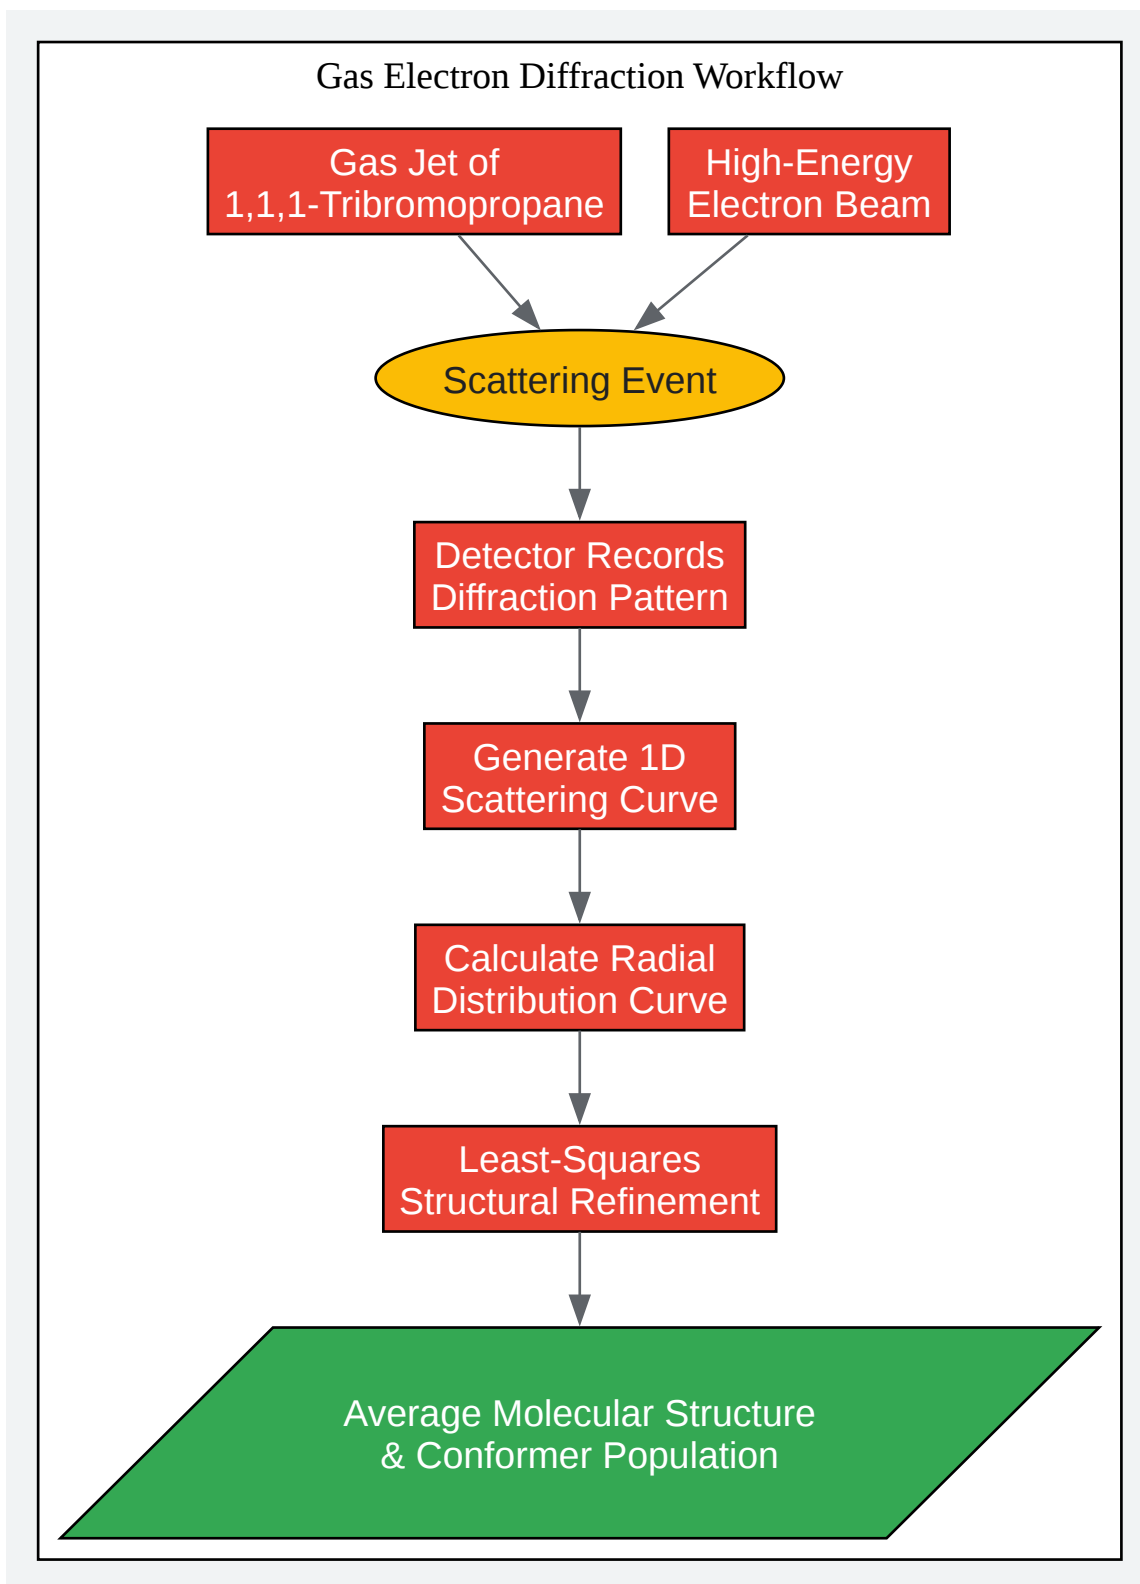 Gas Electron Diffraction Workflow
Gas Jet of
1,1,1-Tribromopropane
High-Energy
Electron Beam
Scattering Event
Detector Records
Diffraction Pattern
Generate 1D
Scattering Curve
Calculate Radial
Distribution Curve
Least-Squares
Structural Refinement
Average Molecular Structure
& Conformer Population